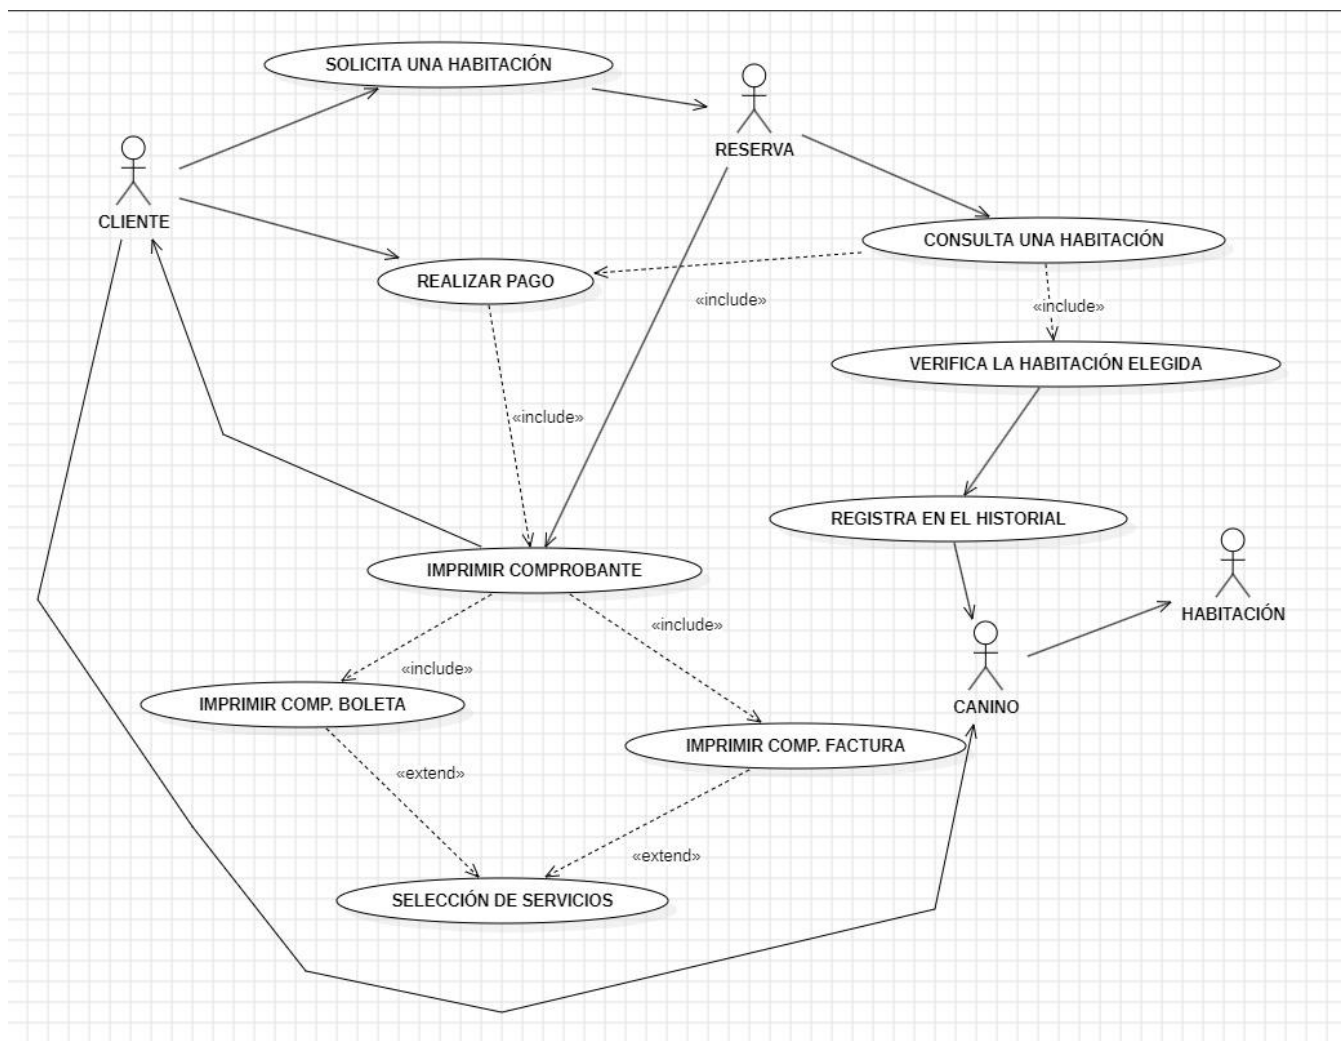 SOLICITA UNA HABITACIÓN
RESERVA
CLIENTE
CONSULTA UNA HABITACIÓN
REALIZAR PAGO
«include»
«include»
VERIFICA LA HABITACIÓN ELEGIDA
«include»
REGISTRA EN EL HISTORIAL
IMPRIMIR COMPROBANTE
HABITACIÓN
«include»
«include»
IMPRIMIR COMP. BOLETA
CANINO
IMPRIMIR COMP. FACTURA
«extend»
«extend»
SELECCIÓN DE SERVICIOS